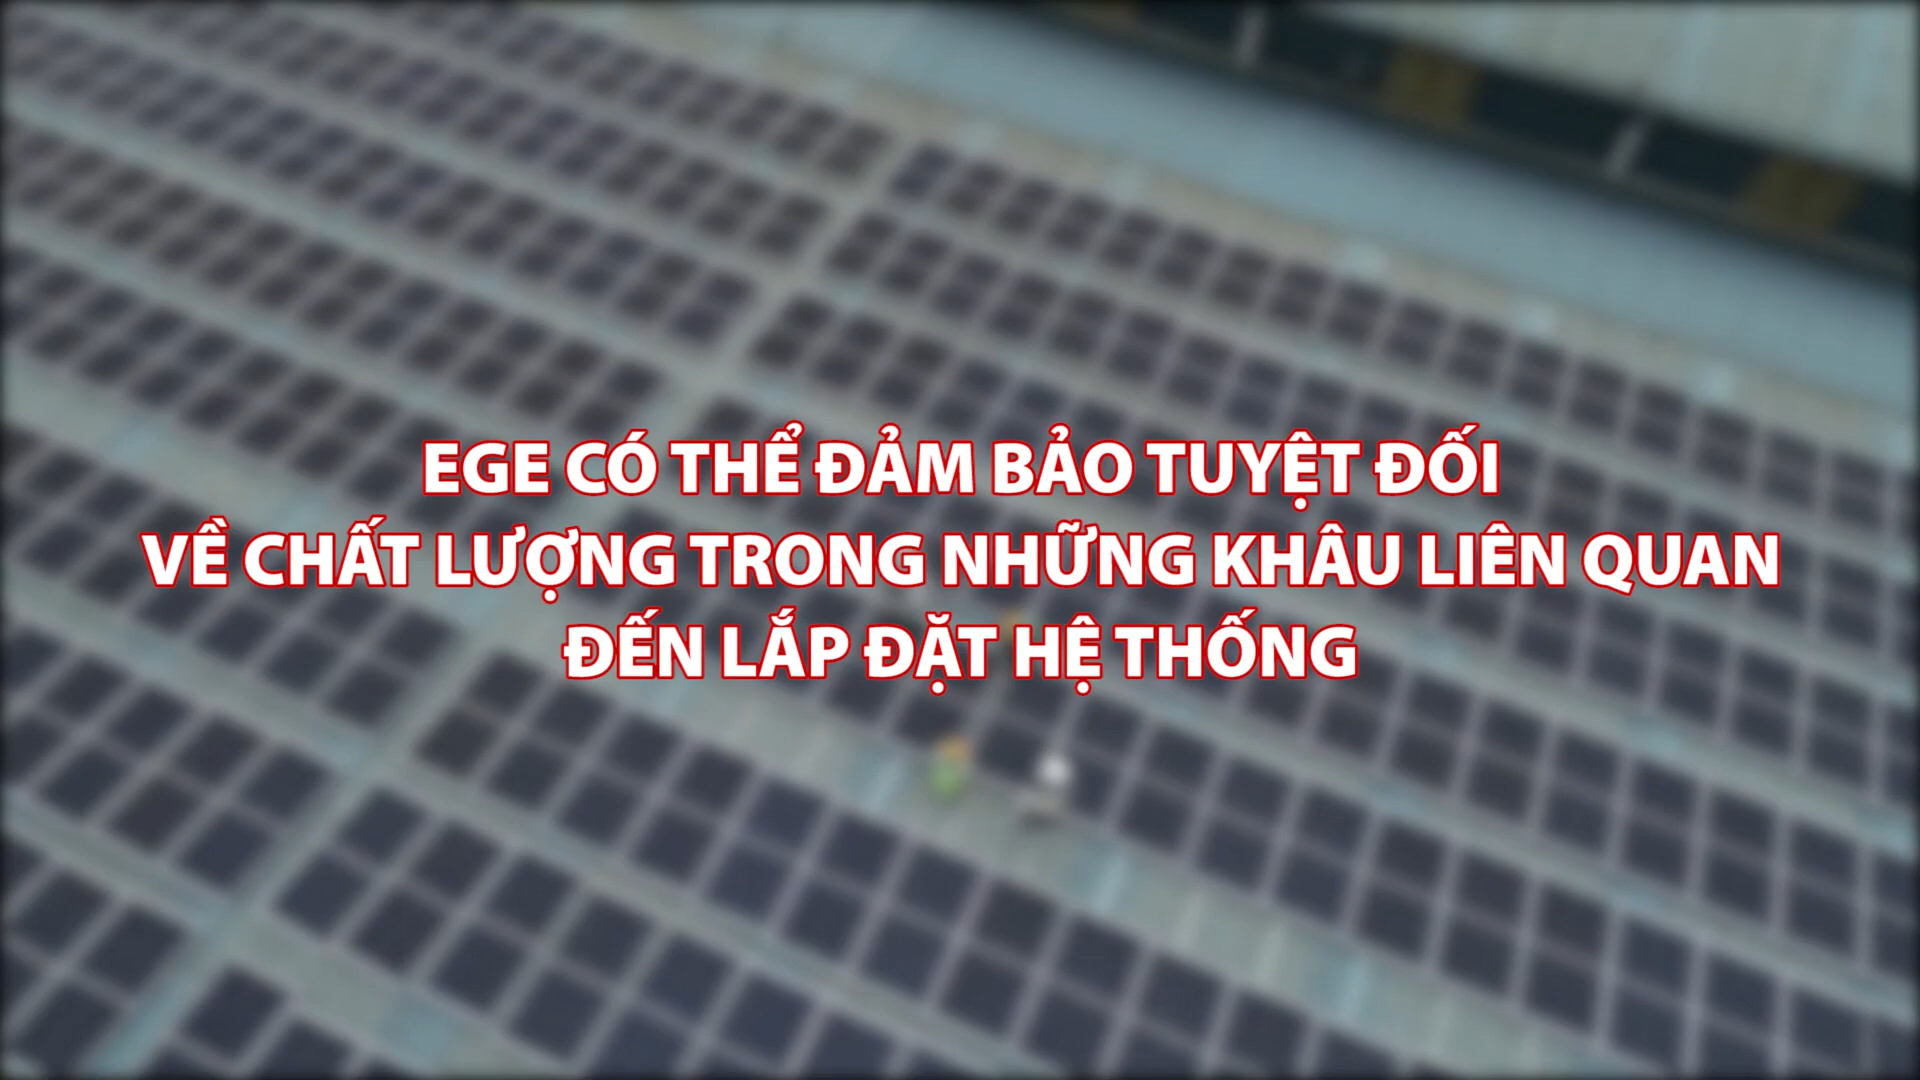 EGE CÓ THỂ ĐẢM BẢO TUYỆT ĐỐI
VỀ CHẤT LƯỢNG TRONG NHỮNG KHÂU LIÊN QUAN
ĐẾN LẮP ĐẶT HỆ THỐNG